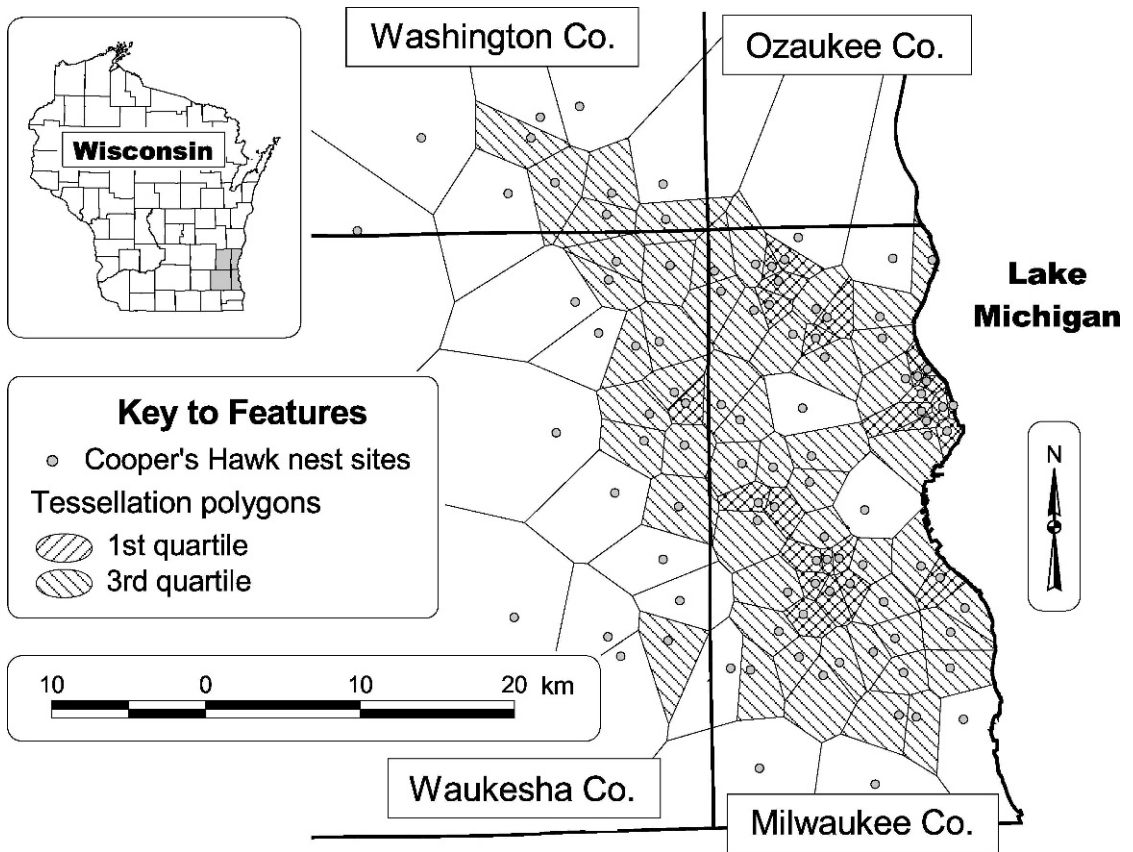 Washington Co.
Ozaukee Co.
Wisconsin
Lake
Michigan
Key to Features
Cooper's Hawk nest sites
Tessellation polygons
1st quartile
3rd quartile
N
10 0 10 20 km
Waukesha Co.
Milwaukee Co.